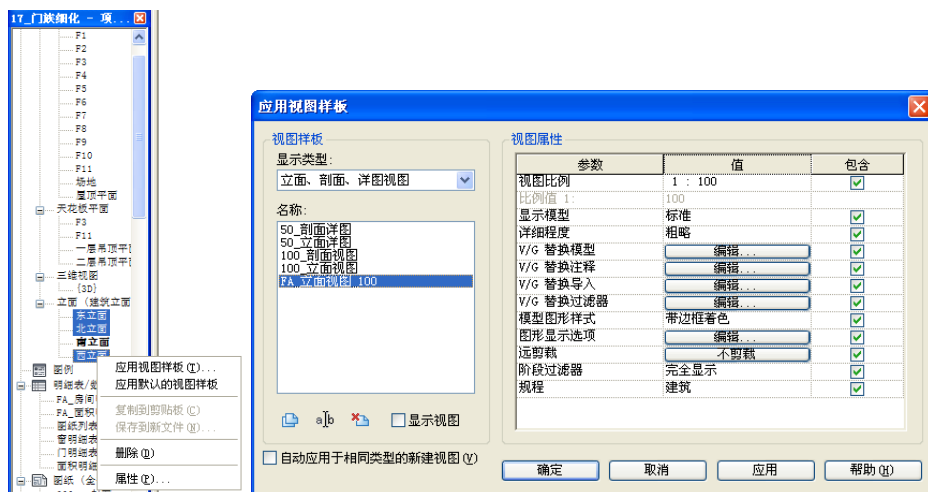 17_门族细化 - 项...
F1
F2
F3
F4
F5
F6
F7
F8
F9
F10
F11
场地
屋顶平面
天花板平面
F3
F11
一层吊顶平
二层吊顶平
三维视图
{3D}
立面 (建筑立面
东立面
北立面
南立面
西立面
图例
明细表/
FA_房间
FA_面积
图纸列表
窗明细表
门明细表
面积明细
图纸 (全
应用视图样板(T)...
应用默认的视图样板
复制到剪贴板(C)
保存到新文件(N)...
删除(D)
属性(P)...
应用视图样板
视图样板
显示类型:
立面、剖面、详图视图
名称:
50_剖面详图
50_立面详图
100_剖面视图
100_立面视图
FA_立面视图_100
显示视图
自动应用于相同类型的新建视图(V)
视图属性
参数 值 包含
视图比例 1 : 100
比例值 1: 100
显示模型 标准
详细程度 粗略
V/G 替换模型 编辑...
V/G 替换注释 编辑...
V/G 替换导入 编辑...
V/G 替换过滤器 编辑...
模型图形样式 带边框着色
图形显示选项 编辑...
远剪裁 不剪裁
阶段过滤器 完全显示
规程 建筑
确定 取消 应用 帮助(H)